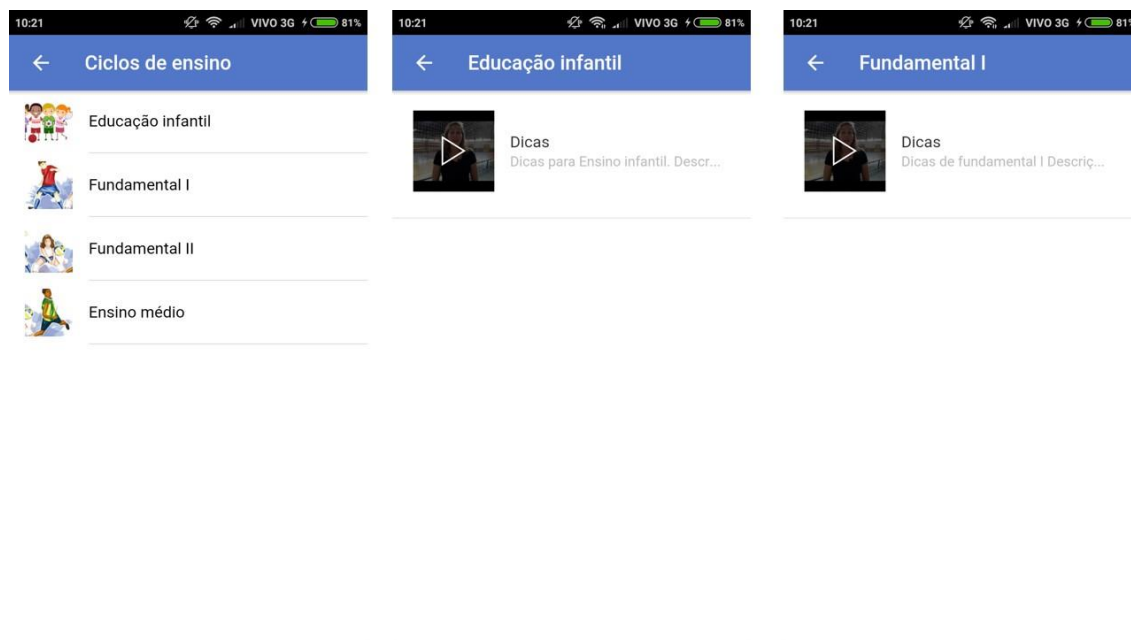 10:21 VIVO 3G 81%
Ciclos de ensino
Educação infantil
Fundamental I
Fundamental II
Ensino médio
10:21 VIVO 3G 81%
Educação infantil
Dicas
Dicas para Ensino infantil. Descr...
10:21 VIVO 3G 81%
Fundamental I
Dicas
Dicas de fundamental I Descriç...